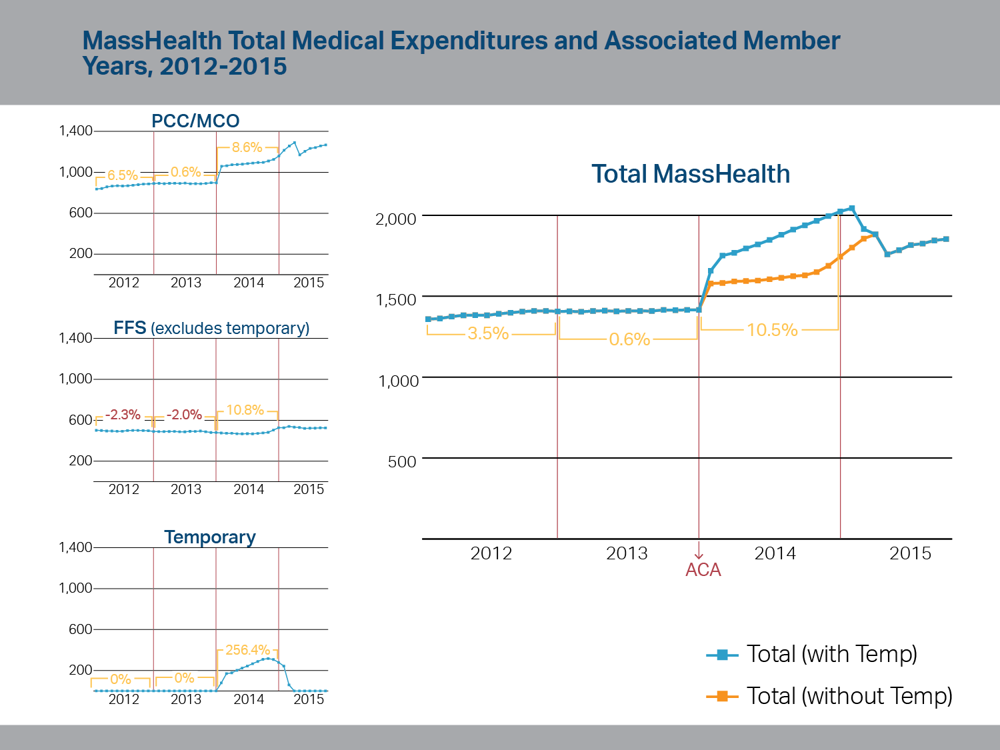 MassHealth Total Medical Expenditures and Associated Member
Years, 2012-2015
PCC/MCO
1,400
1,000
600
200
6.5%
0.6%
8.6%
2012 2013 2014 2015
FFS (excludes temporary)
1,400
1,000
600
200
-2.3%
-2.0%
10.8%
2012 2013 2014 2015
Temporary
1,400
1,000
600
200
0%
0%
256.4%
2012 2013 2014 2015
Total MassHealth
2,000
1,500
1,000
500
3.5%
0.6%
10.5%
2012 2013 2014 2015
ACA
Total (with Temp)
Total (without Temp)